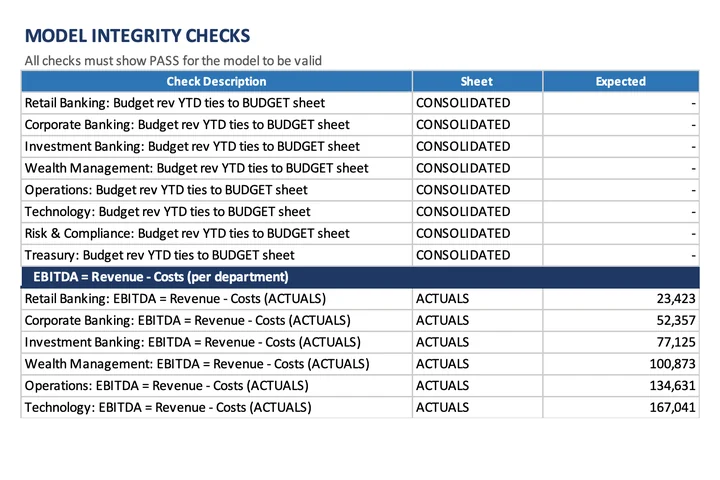 MODEL INTEGRITY CHECKS
All checks must show PASS for the model to be valid
Check Description Sheet Expected
Retail Banking: Budget rev YTD ties to BUDGET sheet CONSOLIDATED -
Corporate Banking: Budget rev YTD ties to BUDGET sheet CONSOLIDATED -
Investment Banking: Budget rev YTD ties to BUDGET sheet CONSOLIDATED -
Wealth Management: Budget rev YTD ties to BUDGET sheet CONSOLIDATED -
Operations: Budget rev YTD ties to BUDGET sheet CONSOLIDATED -
Technology: Budget rev YTD ties to BUDGET sheet CONSOLIDATED -
Risk & Compliance: Budget rev YTD ties to BUDGET sheet CONSOLIDATED -
Treasury: Budget rev YTD ties to BUDGET sheet CONSOLIDATED -
EBITDA = Revenue - Costs (per department)
Retail Banking: EBITDA = Revenue - Costs (ACTUALS) ACTUALS 23,423
Corporate Banking: EBITDA = Revenue - Costs (ACTUALS) ACTUALS 52,357
Investment Banking: EBITDA = Revenue - Costs (ACTUALS) ACTUALS 77,125
Wealth Management: EBITDA = Revenue - Costs (ACTUALS) ACTUALS 100,873
Operations: EBITDA = Revenue - Costs (ACTUALS) ACTUALS 134,631
Technology: EBITDA = Revenue - Costs (ACTUALS) ACTUALS 167,041